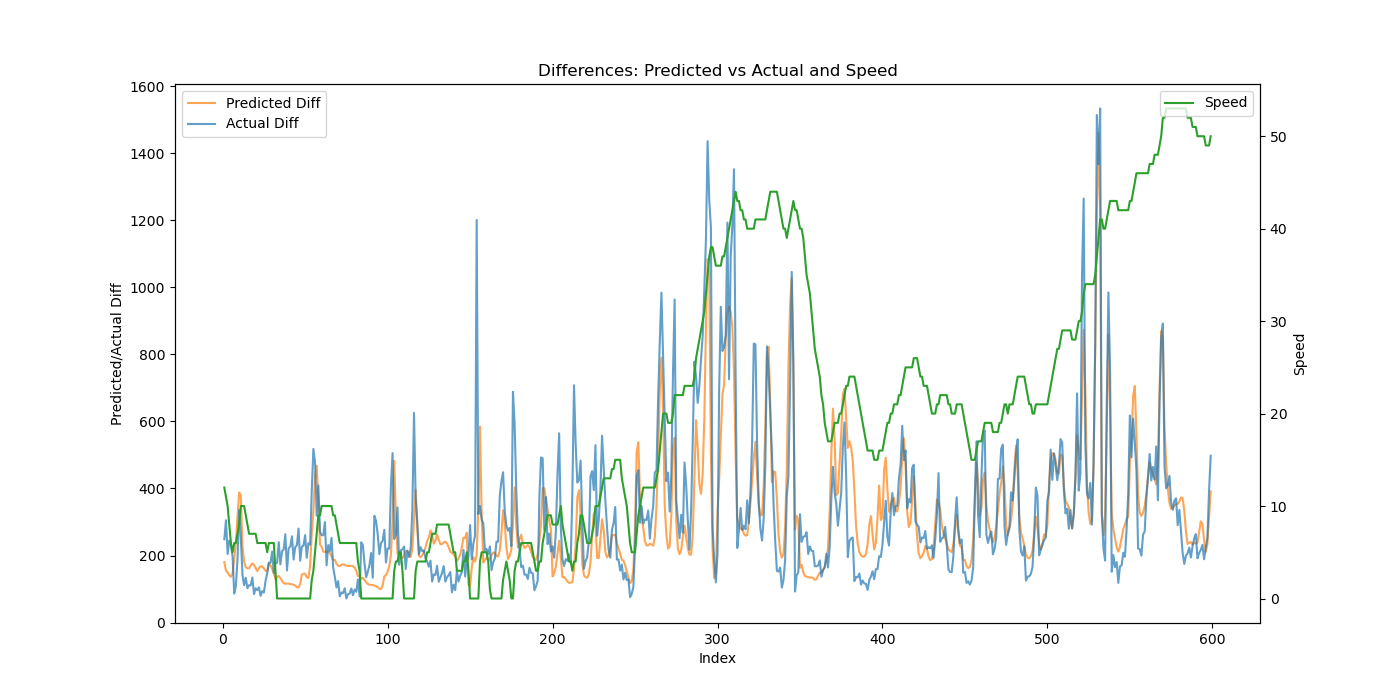 Differences: Predicted vs Actual and Speed
Predicted Diff
Actual Diff
Speed
1600
1400
1200
1000
800
600
400
200
0
Predicted/Actual Diff
50
40
30
20
10
0
Speed
0 100 200 300 400 500 600
Index